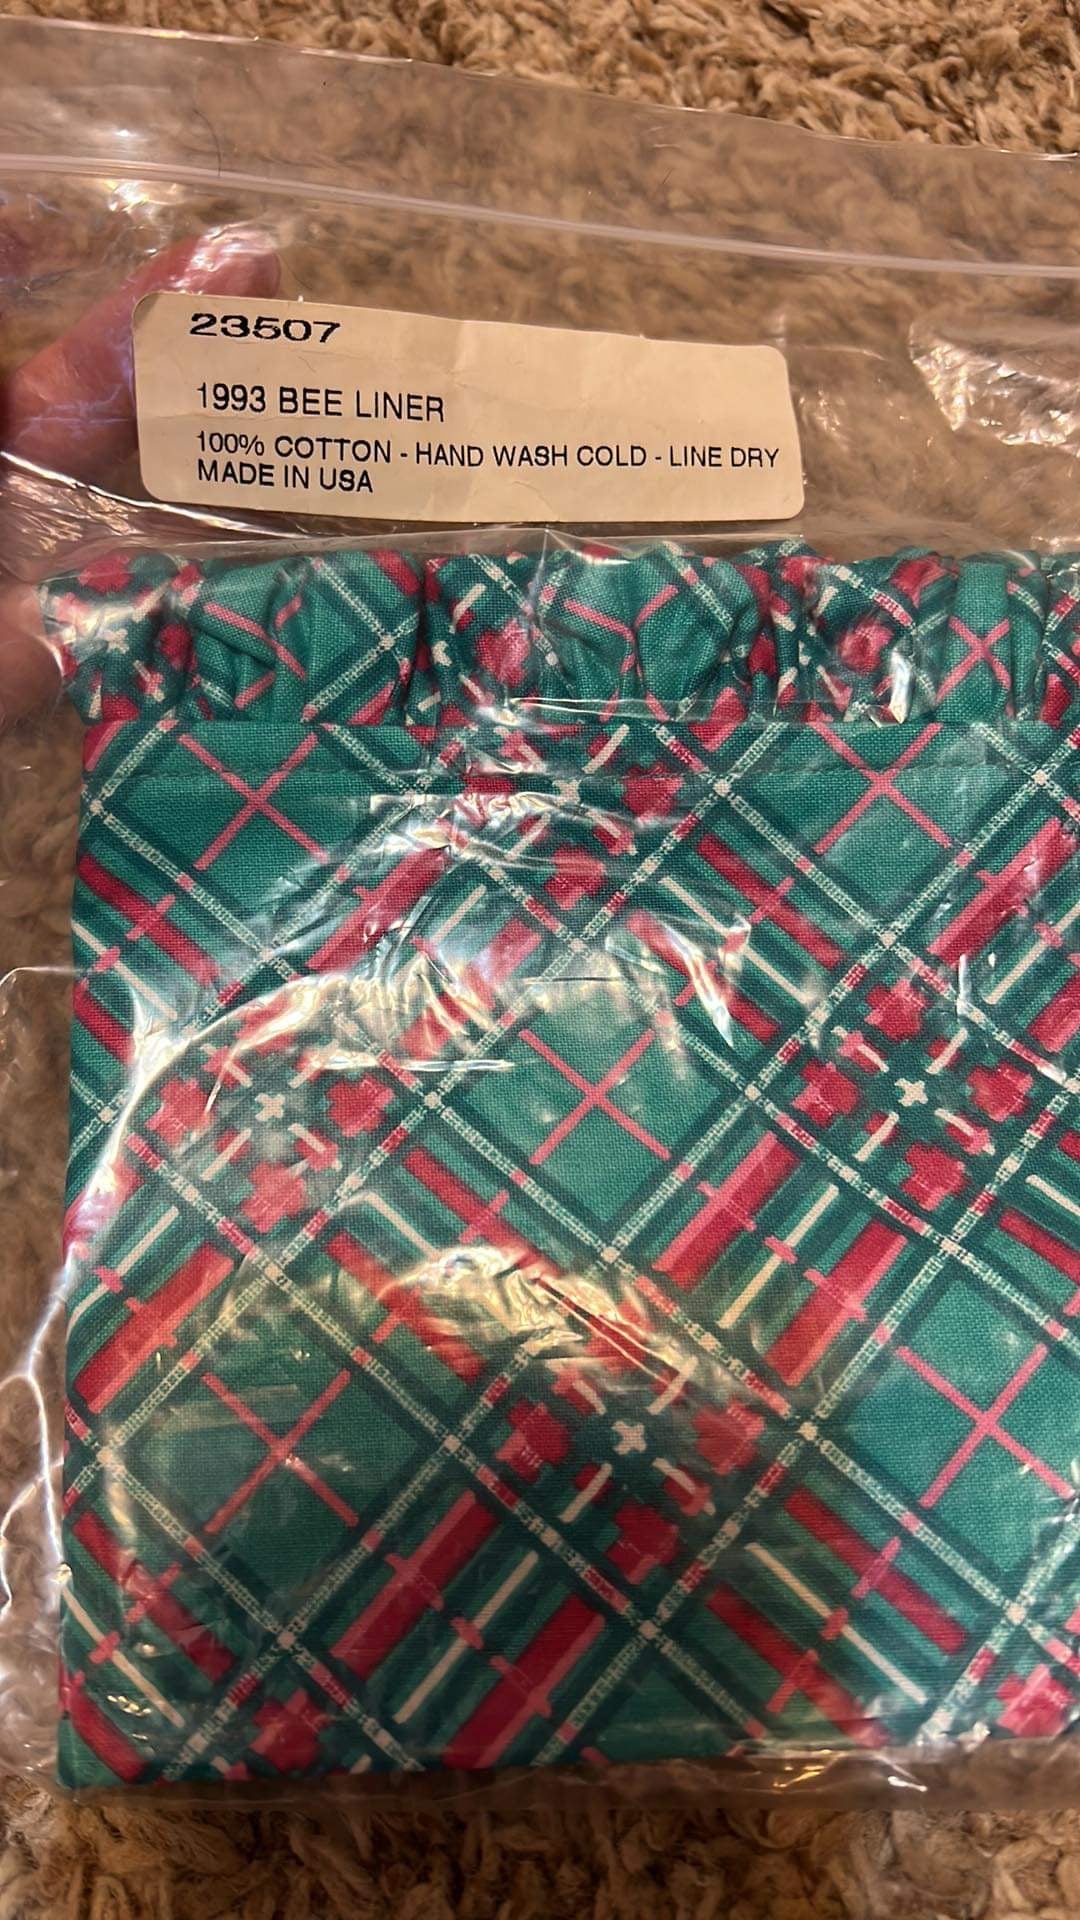 23507
1993 BEE LINER
100% COTTON - HAND WASH COLD - LINE DRY
MADE IN USA